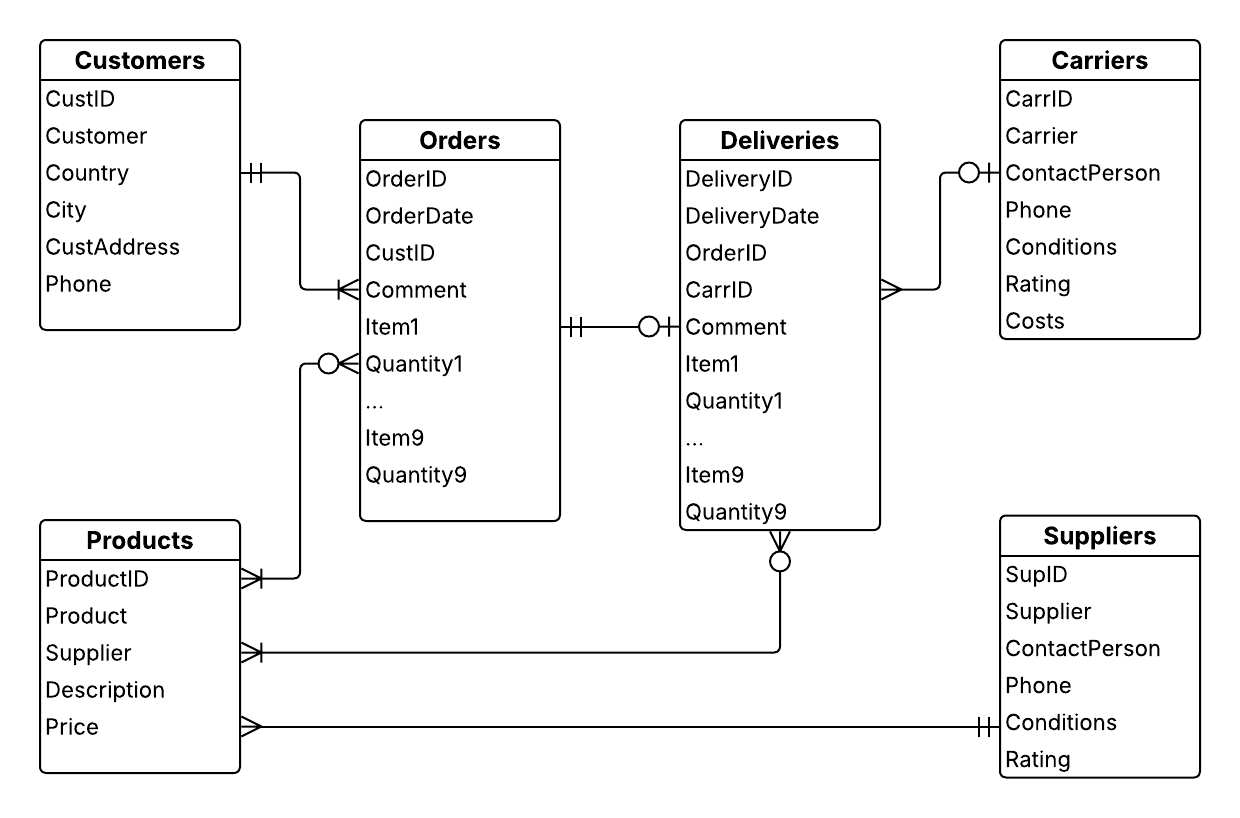 Customers
CustID
Customer
Country
City
CustAddress
Phone
Orders
OrderID
OrderDate
CustID
Comment
Item1
Quantity1
...
Item9
Quantity9
Deliveries
DeliveryID
DeliveryDate
OrderID
CarrID
Comment
Item1
Quantity1
...
Item9
Quantity9
Carriers
CarrID
Carrier
ContactPerson
Phone
Conditions
Rating
Costs
Products
ProductID
Product
Supplier
Description
Price
Suppliers
SupID
Supplier
ContactPerson
Phone
Conditions
Rating